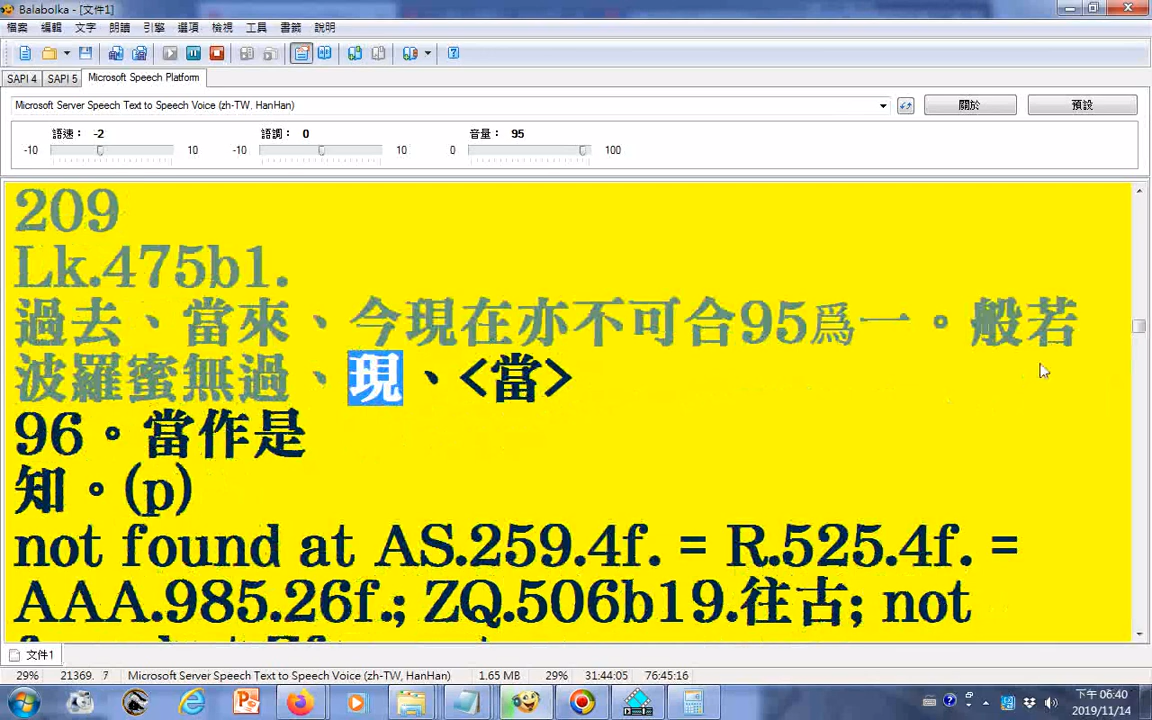 Balabolka - [文件1]
檔案 編輯 文字 朗讀 引擎 選項 檢視 工具 書籤 說明
SAPI 4 SAPI 5 Microsoft Speech Platform
Microsoft Server Speech Text to Speech Voice (zh-TW, HanHan) 關於 預設
語速： -2 語調： 0 音量： 95
-10 10 -10 10 0 100
209
Lk.475b1.
過去、當來、今現在亦不可合95爲一。般若
波羅蜜無過、現、<當>
96。當作是
知。(p)
not found at AS.259.4f. = R.525.4f. =
AAA.985.26f.; ZQ.506b19.往古; not
文件1
29% 21369. 7 Microsoft Server Speech Text to Speech Voice (zh-TW, HanHan) 1.65 MB 29% 31:44:05 76:45:16
下午 06:40
2019/11/14